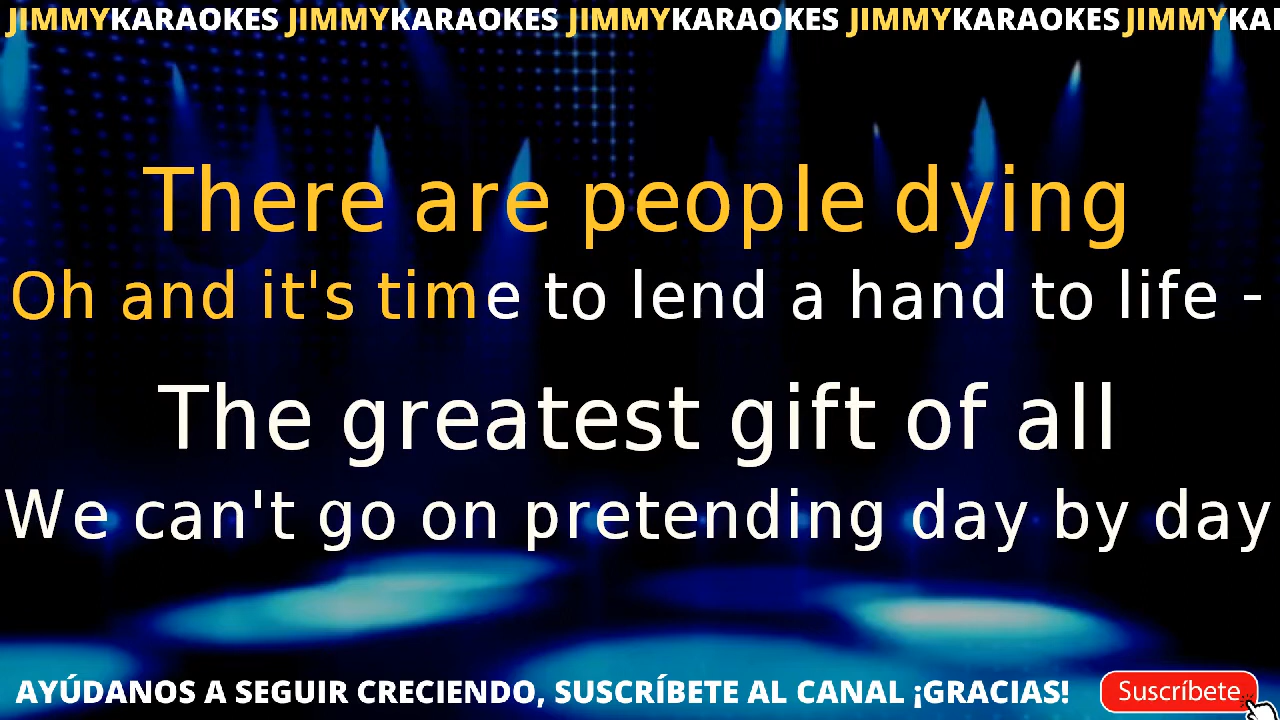 JIMMYKARAOKES JIMMYKARAOKES JIMMYKARAOKES JIMMYKARAOKES JIMMYKAI
There are people dying
Oh and it's time to lend a hand to life -
The greatest gift of all
We can't go on pretending day by day
AYÚDANOS A SEGUIR CRECIENDO, SUSCRÍBETE AL CANAL ¡GRACIAS! Suscríbete